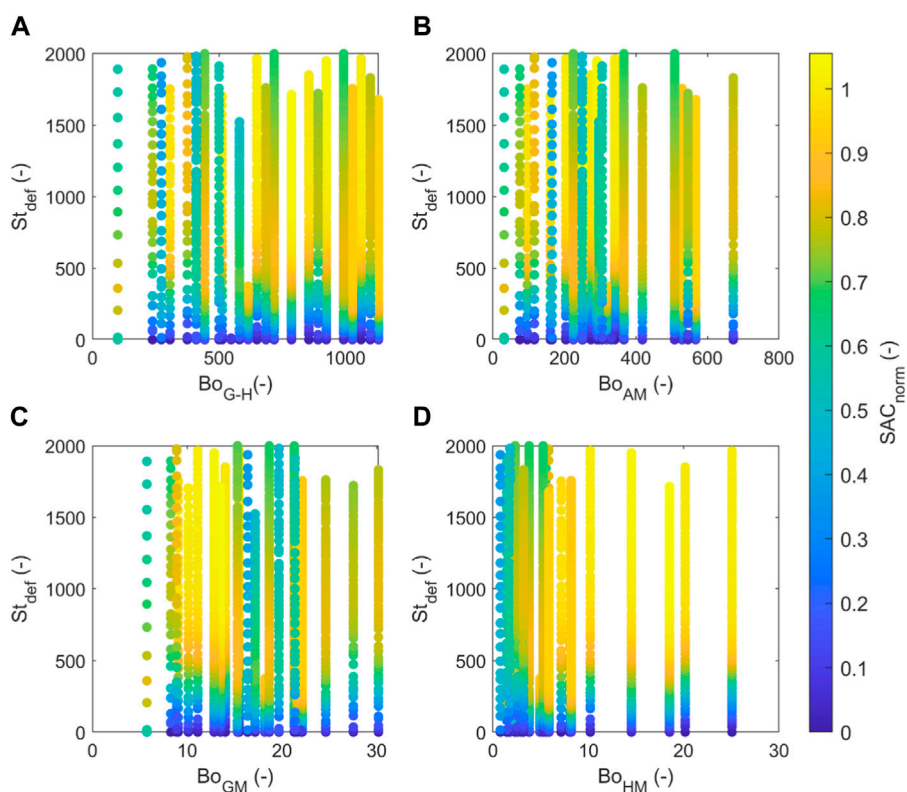 A
2000
1500
1000
500
0
St_def (-)
0 500 1000
Bo_G-H(-)
B
2000
1500
1000
500
0
St_def (-)
0 200 400 600 800
Bo_AM (-)
C
2000
1500
1000
500
0
St_def (-)
0 10 20 30
Bo_GM (-)
D
2000
1500
1000
500
0
St_def (-)
0 10 20 30
Bo_HM (-)
1
0.9
0.8
0.7
0.6
0.5
0.4
0.3
0.2
0.1
0
SAC_norm (-)